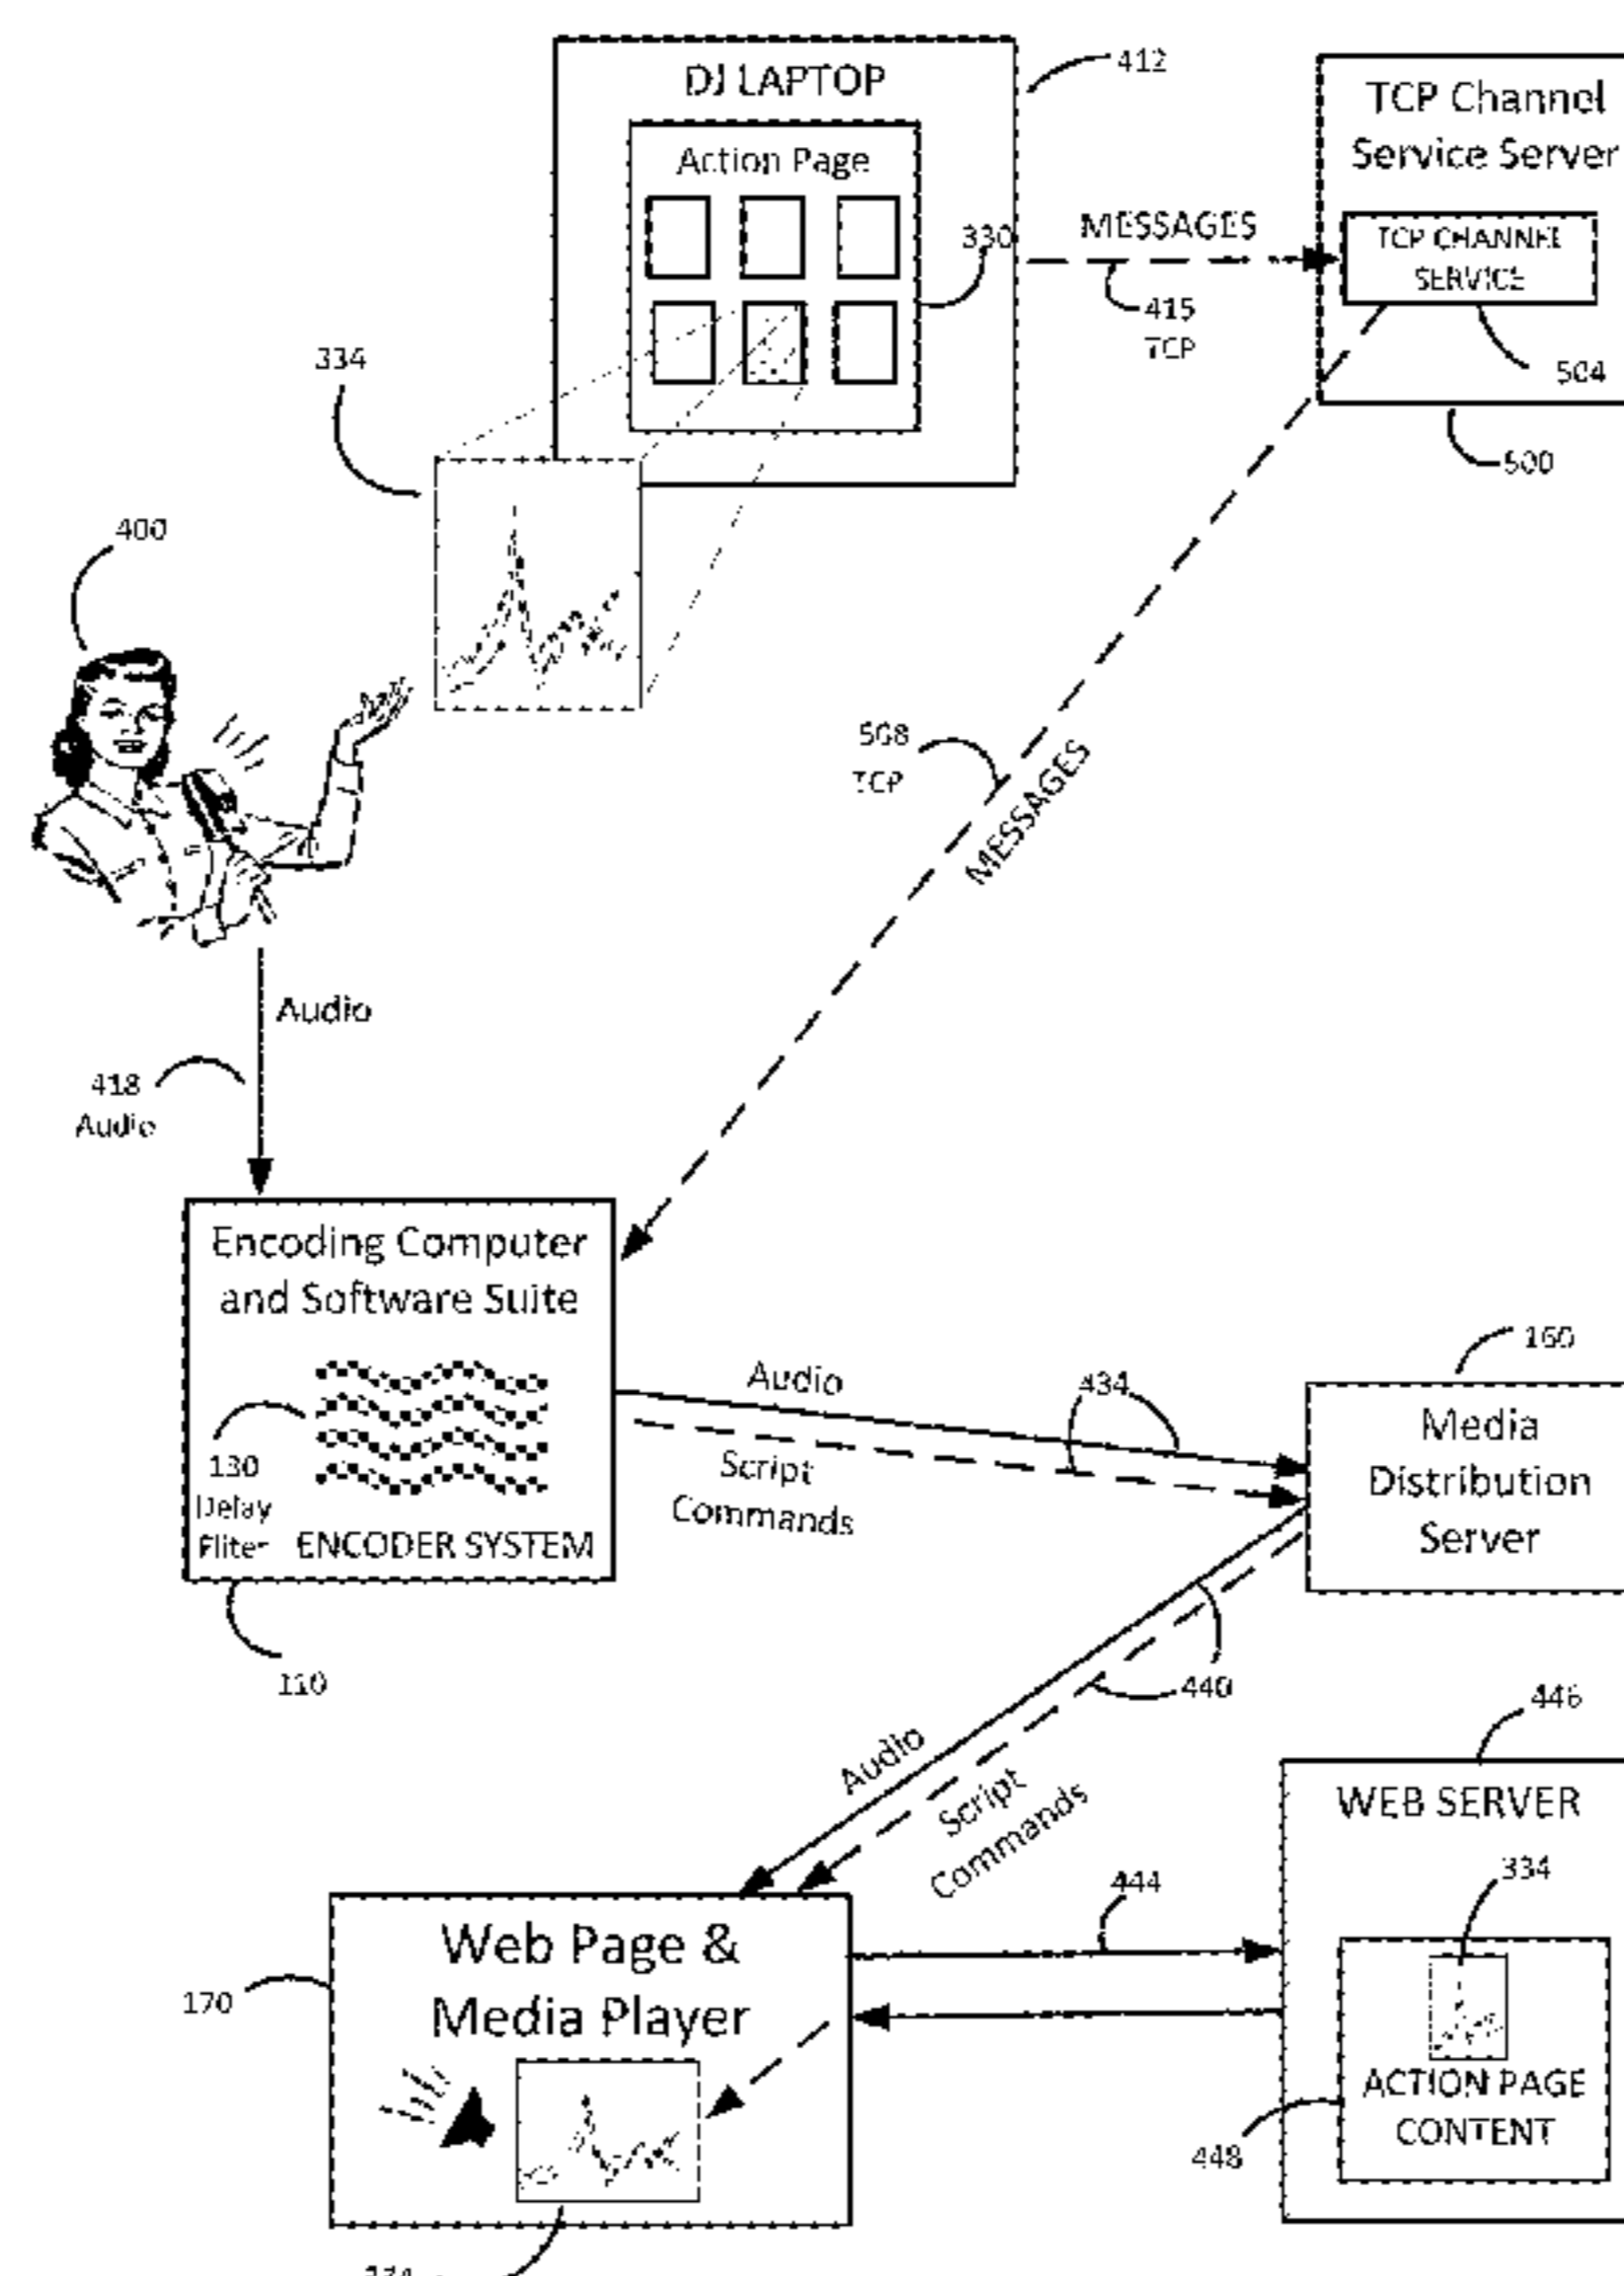 DJ LAPTOP
412
Action Page
330
TCP Channel
Service Server
MESSAGES
TCP CHANNEL
SERVICE
415
TCP
504
500
334
400
508
TCP
MESSAGES
Audio
418
Audio
Encoding Computer
and Software Suite
130
Delay
ENCODER SYSTEM
110
Audio
434
Script
Commands
160
Media
Distribution
Server
440
Audio
Script
Commands
446
WEB SERVER
334
444
Web Page &
Media Player
170
ACTION PAGE
CONTENT
448